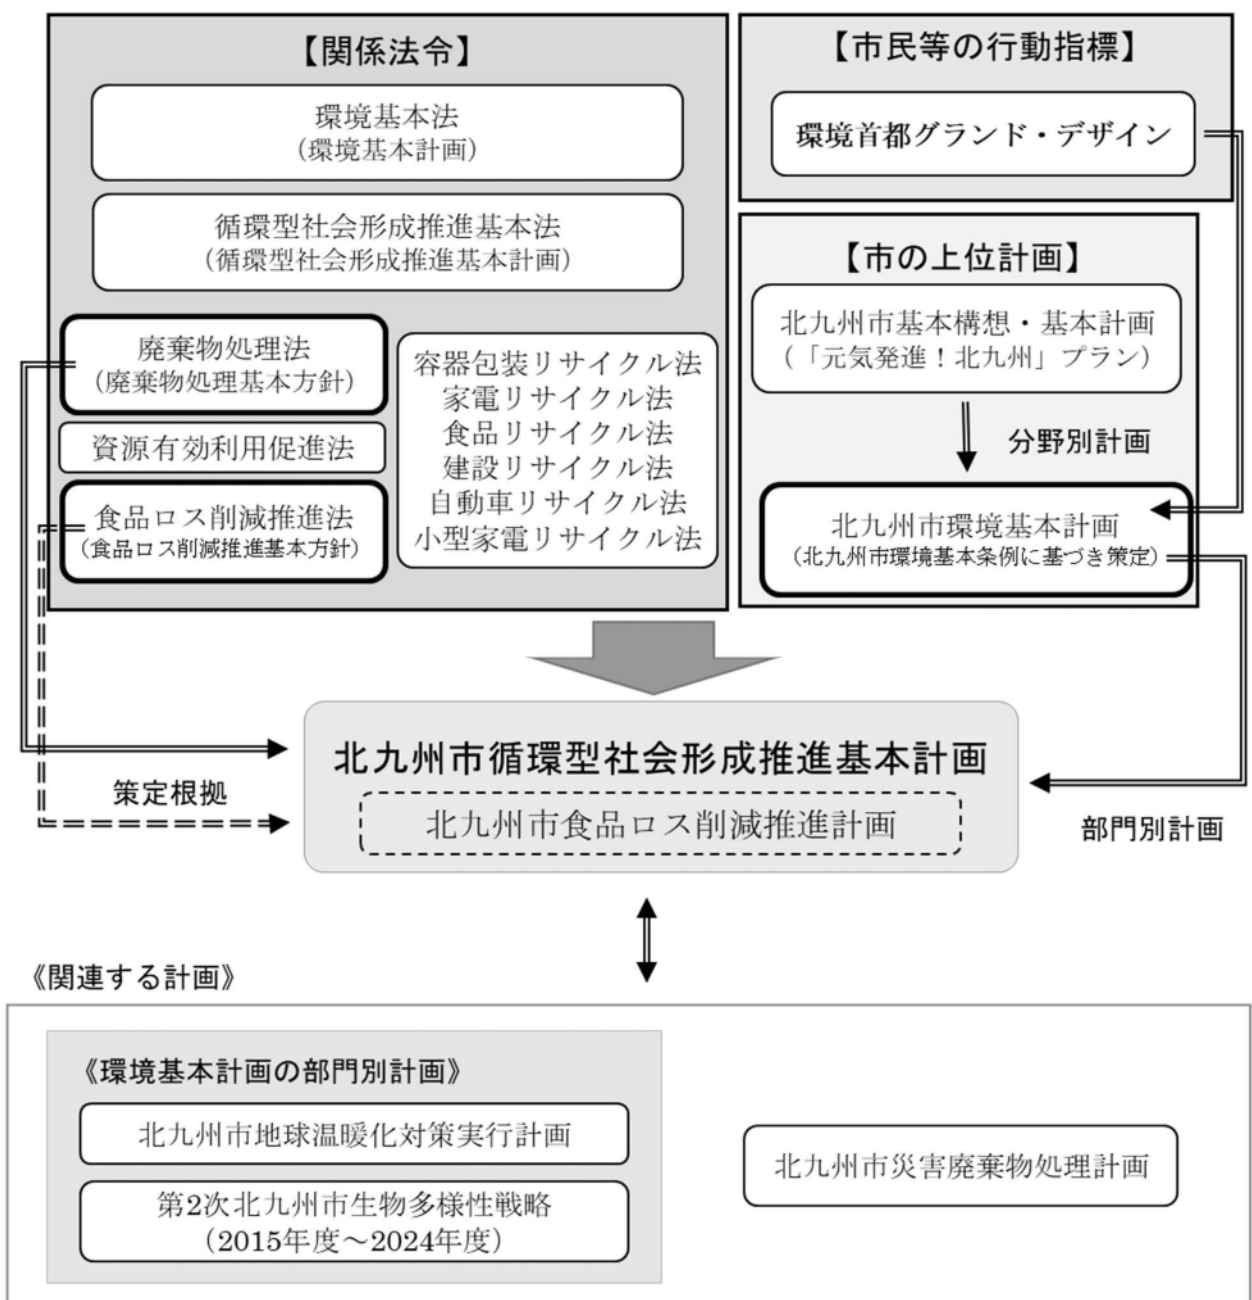 【関係法令】
環境基本法
(環境基本計画)
循環型社会形成推進基本法
(循環型社会形成推進基本計画)
廃棄物処理法
(廃棄物処理基本方針)
資源有効利用促進法
食品ロス削減推進法
(食品ロス削減推進基本方針)
容器包装リサイクル法
家電リサイクル法
食品リサイクル法
建設リサイクル法
自動車リサイクル法
小型家電リサイクル法
【市民等の行動指標】
環境首都グランド・デザイン
【市の上位計画】
北九州市基本構想・基本計画
(「元気発進！北九州」プラン)
分野別計画
北九州市環境基本計画
(北九州市環境基本条例に基づき策定)
北九州市循環型社会形成推進基本計画
北九州市食品ロス削減推進計画
策定根拠
部門別計画
《関連する計画》
《環境基本計画の部門別計画》
北九州市地球温暖化対策実行計画
第2次北九州市生物多様性戦略
(2015年度～2024年度)
北九州市災害廃棄物処理計画